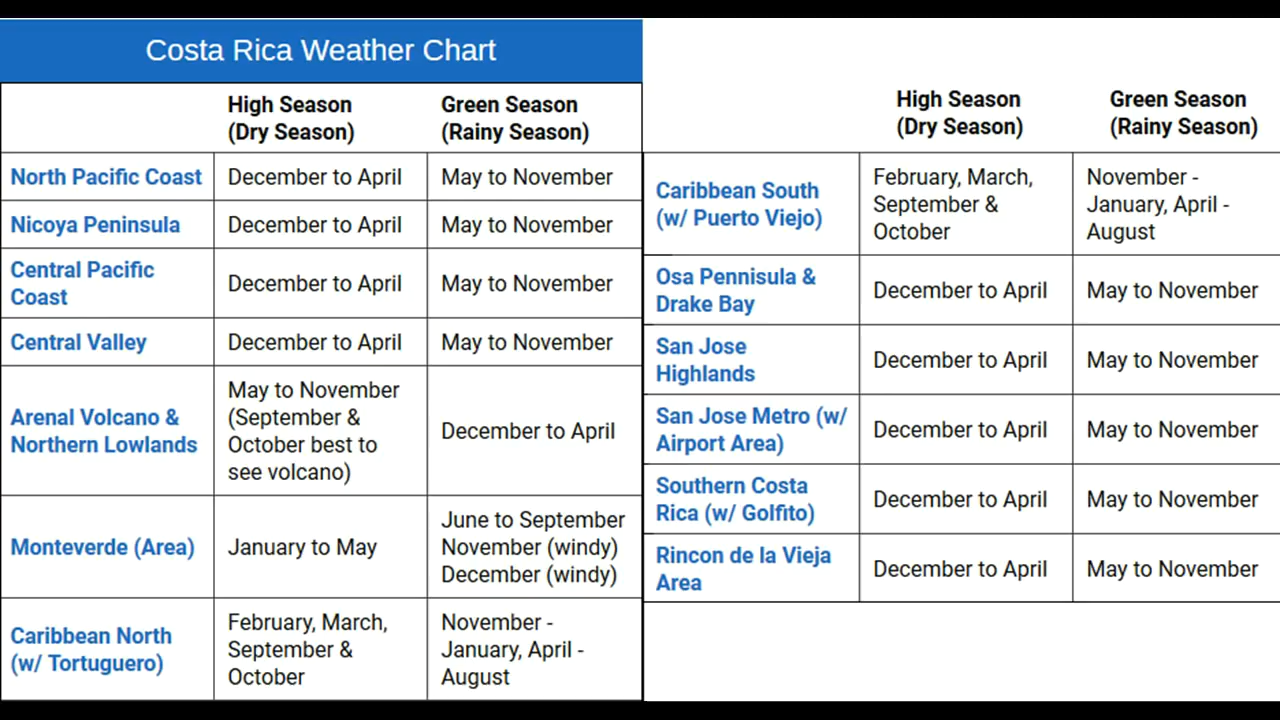 Costa Rica Weather Chart
High Season
(Dry Season)
Green Season
(Rainy Season)
North Pacific Coast
December to April
May to November
Nicoya Peninsula
December to April
May to November
Central Pacific
Coast
December to April
May to November
Central Valley
December to April
May to November
Arenal Volcano &
Northern Lowlands
May to November
(September &
October best to
see volcano)
December to April
Monteverde (Area)
January to May
June to September
November (windy)
December (windy)
Caribbean North
(w/ Tortuguero)
February, March,
September &
October
November -
January, April -
August
High Season
(Dry Season)
Green Season
(Rainy Season)
Caribbean South
(w/ Puerto Viejo)
February, March,
September &
October
November -
January, April -
August
Osa Pennisula &
Drake Bay
December to April
May to November
San Jose
Highlands
December to April
May to November
San Jose Metro (w/
Airport Area)
December to April
May to November
Southern Costa
Rica (w/ Golfito)
December to April
May to November
Rincon de la Vieja
Area
December to April
May to November